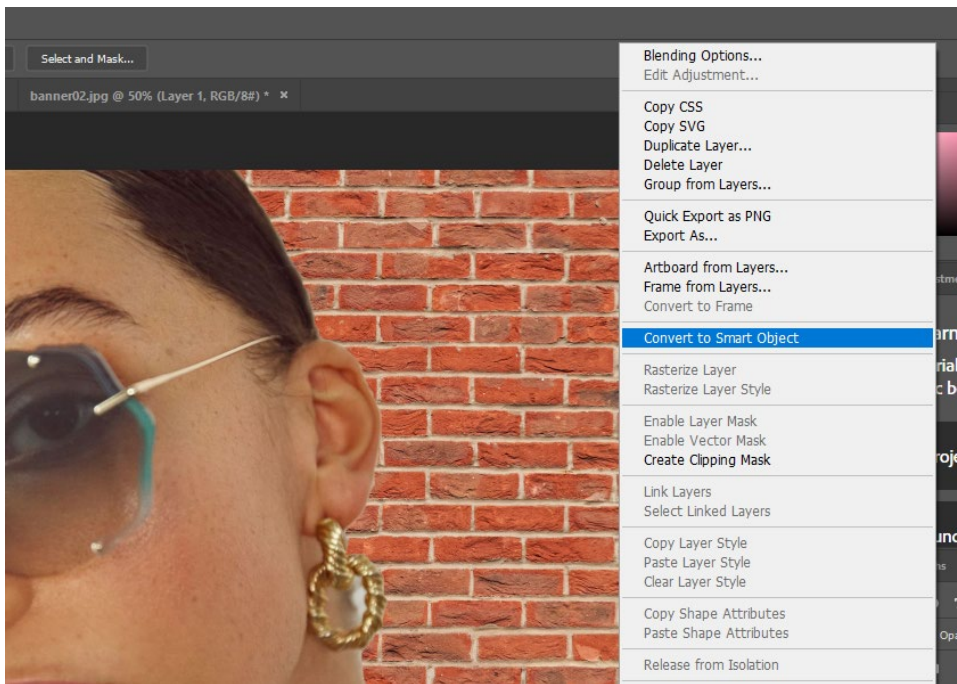 Select and Mask...
banner02.jpg @ 50% (Layer 1, RGB/8#) * ×
Blending Options...
Edit Adjustment...
Copy CSS
Copy SVG
Duplicate Layer...
Delete Layer
Group from Layers...
Quick Export as PNG
Export As...
Artboard from Layers...
Frame from Layers...
Convert to Frame
Convert to Smart Object
Rasterize Layer
Rasterize Layer Style
Enable Layer Mask
Enable Vector Mask
Create Clipping Mask
Link Layers
Select Linked Layers
Copy Layer Style
Paste Layer Style
Clear Layer Style
Copy Shape Attributes
Paste Shape Attributes
Release from Isolation